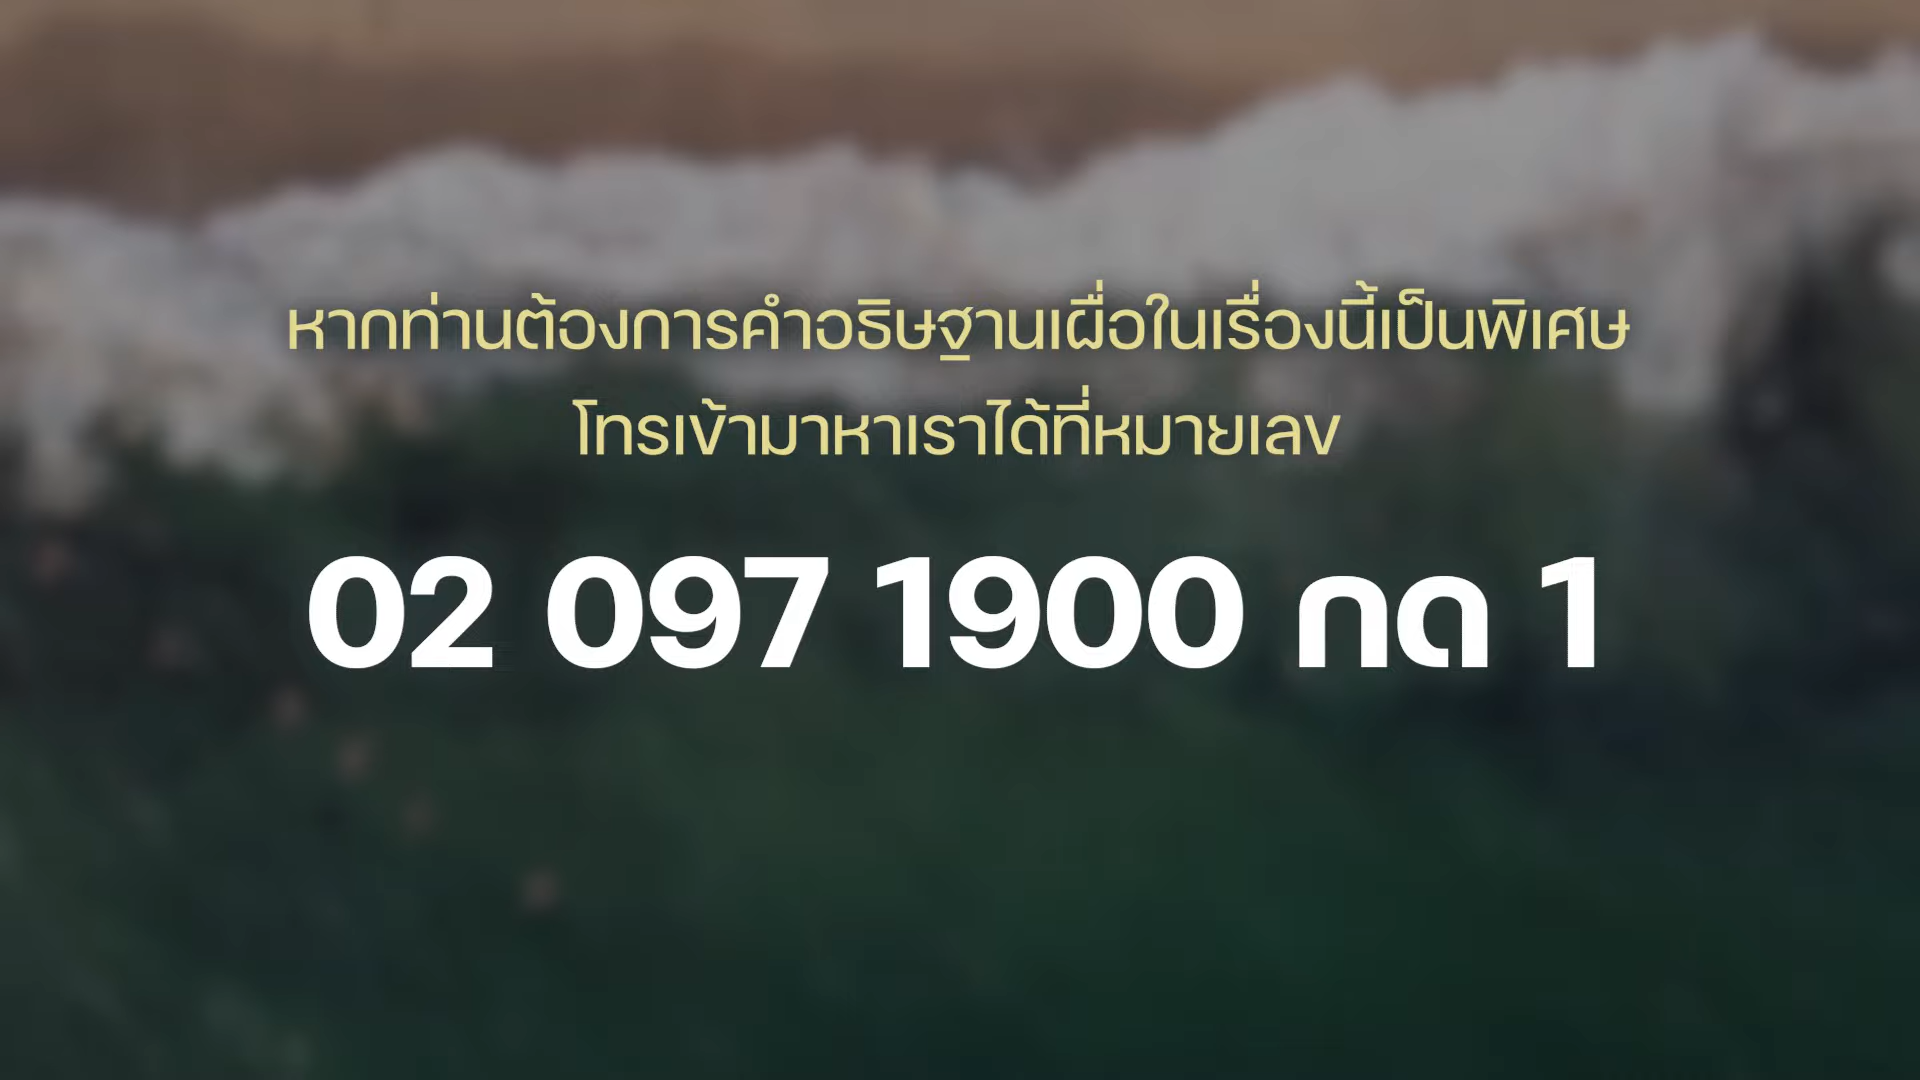 หากท่านต้องการคำอธิษฐานเผื่อในเรื่องนี้เป็นพิเศษ
โทรเข้ามาหาเราได้ที่หมายเลข
02 097 1900 กด 1